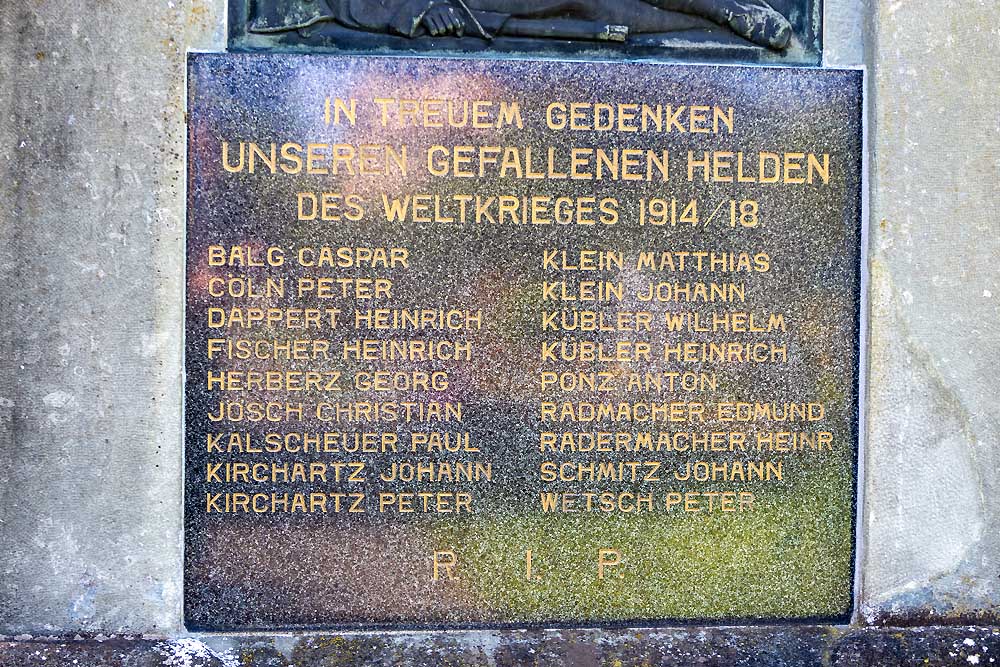 IN TREUEM GEDENKEN
UNSEREN GEFALLENEN HELDEN
DES WELTKRIEGES 1914/18
BALG CASPAR
CÖLN PETER
DAPPERT HEINRICH
FISCHER HEINRICH
HERBERZ GEORG
JÖSCH CHRISTIAN
KALSCHEUER PAUL
KIRCHARTZ JOHANN
KIRCHARTZ PETER
KLEIN MATTHIAS
KLEIN JOHANN
KÜBLER WILHELM
KÜBLER HEINRICH
PONZ ANTON
RADMACHER EDMUND
RADERMACHER HEINR
SCHMITZ JOHANN
WETSCH PETER
R. I. P.